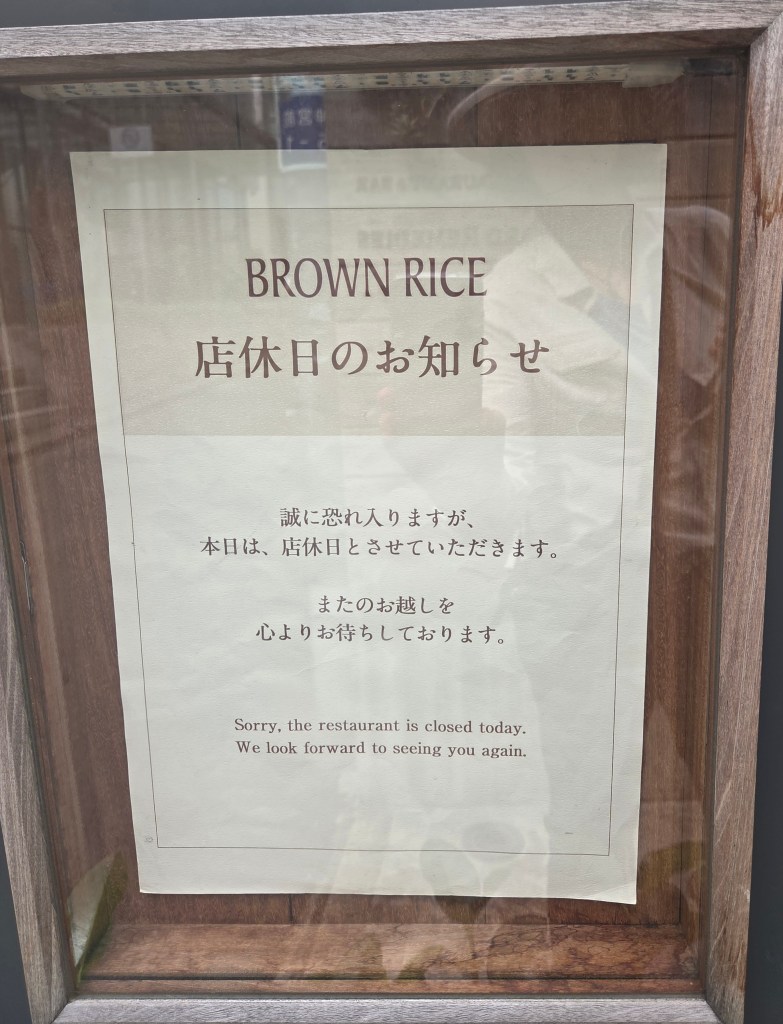 BROWN RICE
店休日のお知らせ
誠に恐れ入りますが、
本日は、店休日とさせていただきます。
またのお越しを
心よりお待ちしております。
Sorry, the restaurant is closed today.
We look forward to seeing you again.